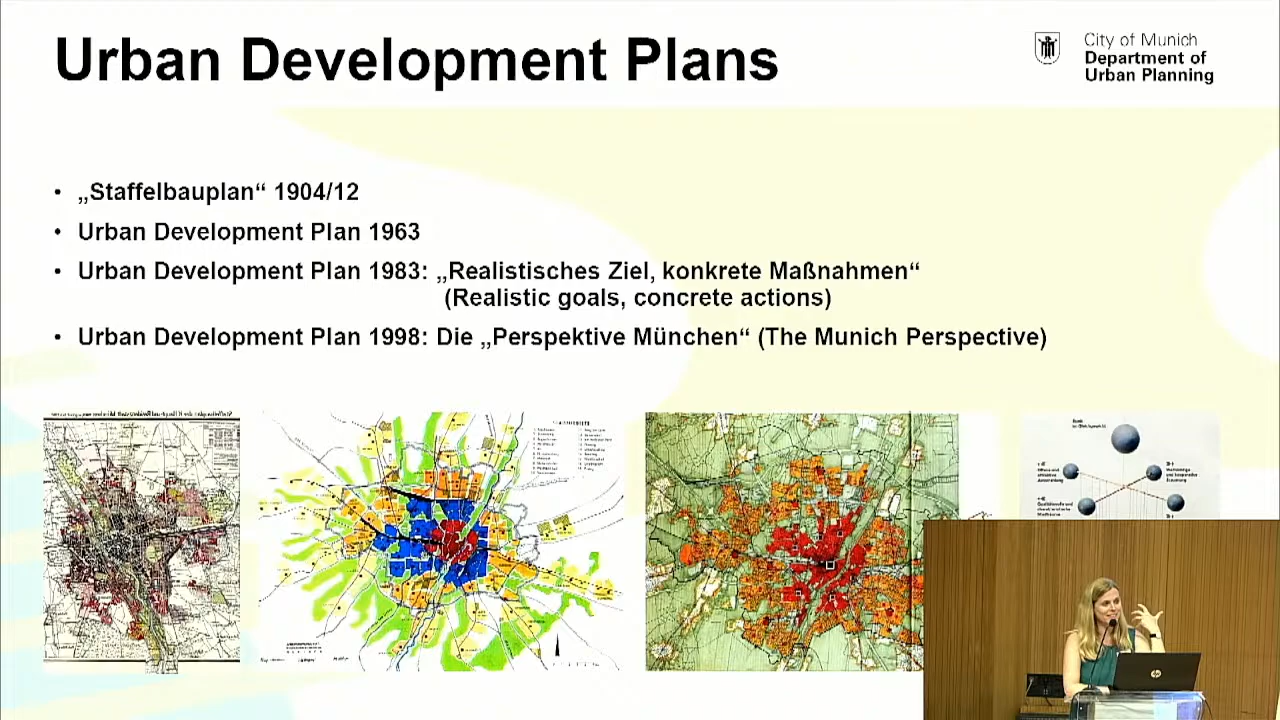 Urban Development Plans
City of Munich
Department of
Urban Planning
• „Staffelbauplan“ 1904/12
• Urban Development Plan 1963
• Urban Development Plan 1983: „Realistisches Ziel, konkrete Maßnahmen“
(Realistic goals, concrete actions)
• Urban Development Plan 1998: Die „Perspektive München“ (The Munich Perspective)
hp